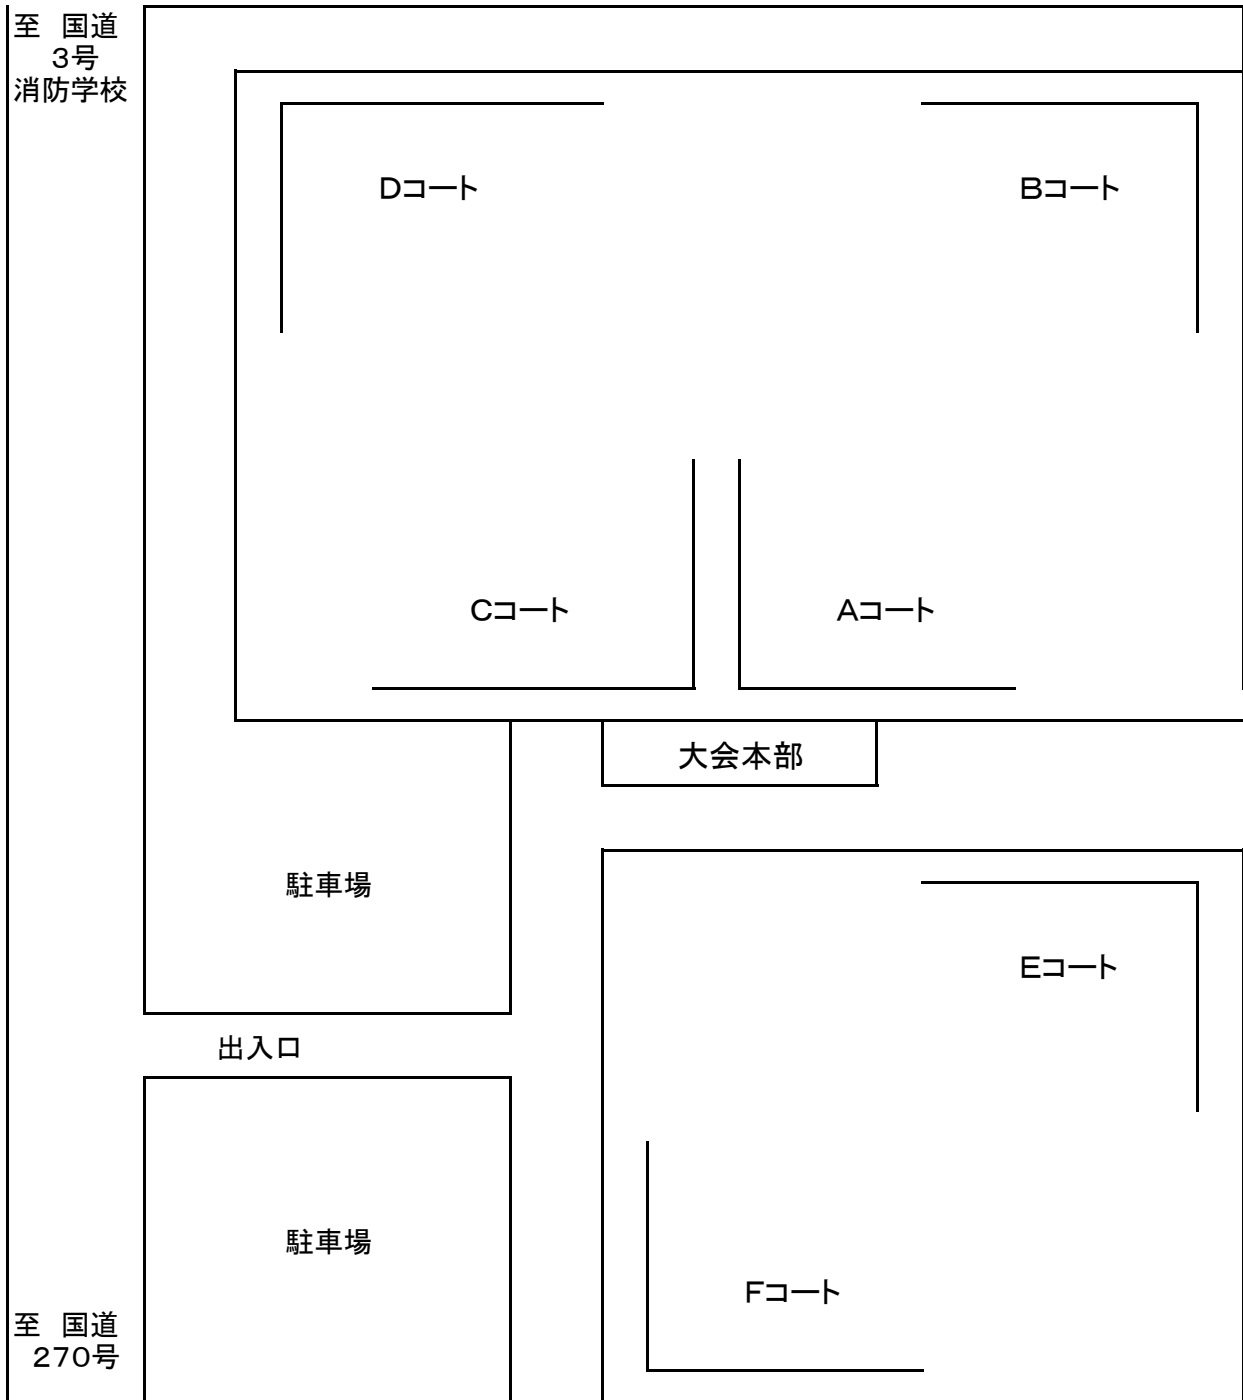 至 国道
3号
消防学校
Dコート
Bコート
Cコート
Aコート
大会本部
駐車場
Eコート
出入口
駐車場
Fコート
至 国道
270号